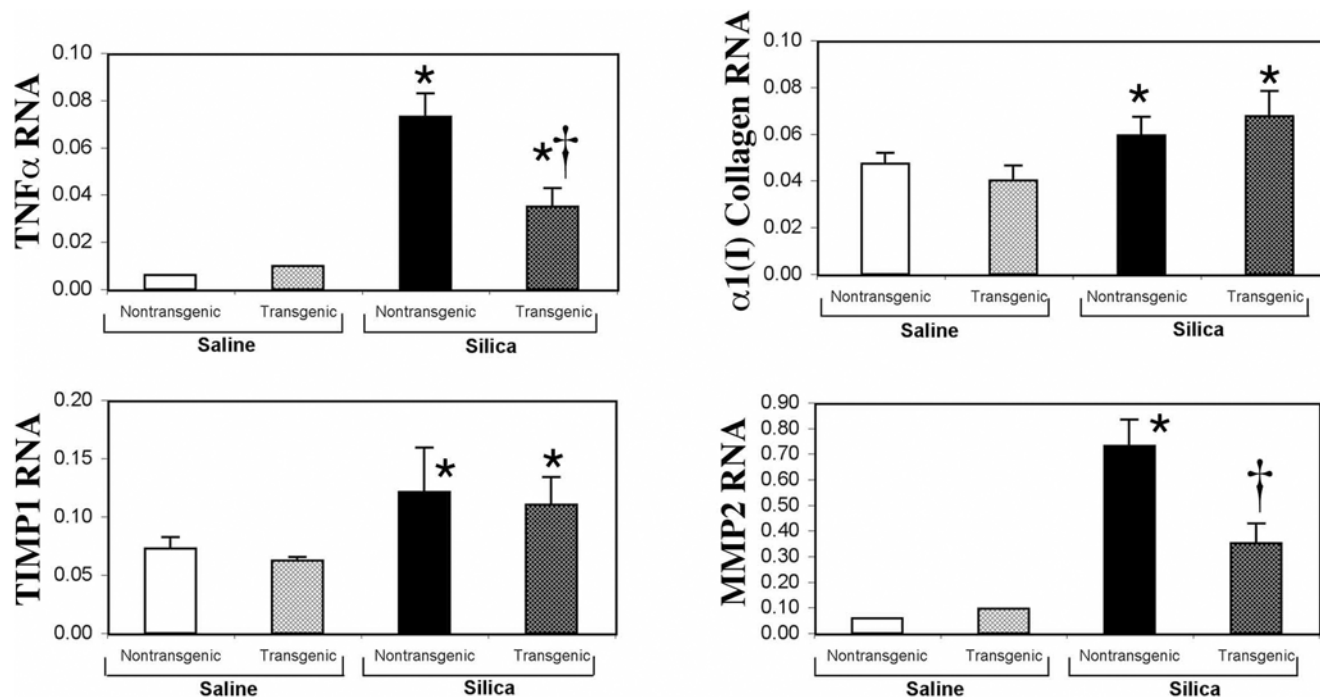 TNFα RNA
0.10
0.08
0.06
0.04
0.02
0.00
*
*‡
Nontransgenic Transgenic Nontransgenic Transgenic
Saline Silica
α1(I) Collagen RNA
0.10
0.08
0.06
0.04
0.02
0.00
* *
Nontransgenic Transgenic Nontransgenic Transgenic
Saline Silica
TIMP1 RNA
0.20
0.15
0.10
0.05
0.00
* *
Nontransgenic Transgenic Nontransgenic Transgenic
Saline Silica
MMP2 RNA
0.90
0.80
0.70
0.60
0.50
0.40
0.30
0.20
0.10
0.00
*
‡
Nontransgenic Transgenic Nontransgenic Transgenic
Saline Silica